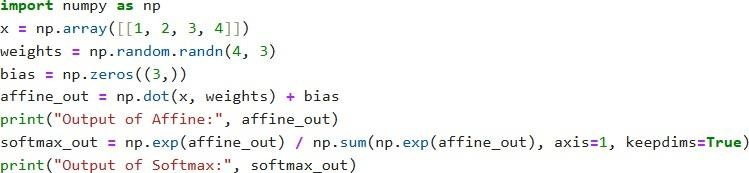 import numpy as np
x = np.array([[1, 2, 3, 4]])
weights = np.random.randn(4, 3)
bias = np.zeros((3,))
affine_out = np.dot(x, weights) + bias
print("Output of Affine:", affine_out)
softmax_out = np.exp(affine_out) / np.sum(np.exp(affine_out), axis=1, keepdims=True)
print("Output of Softmax:", softmax_out)